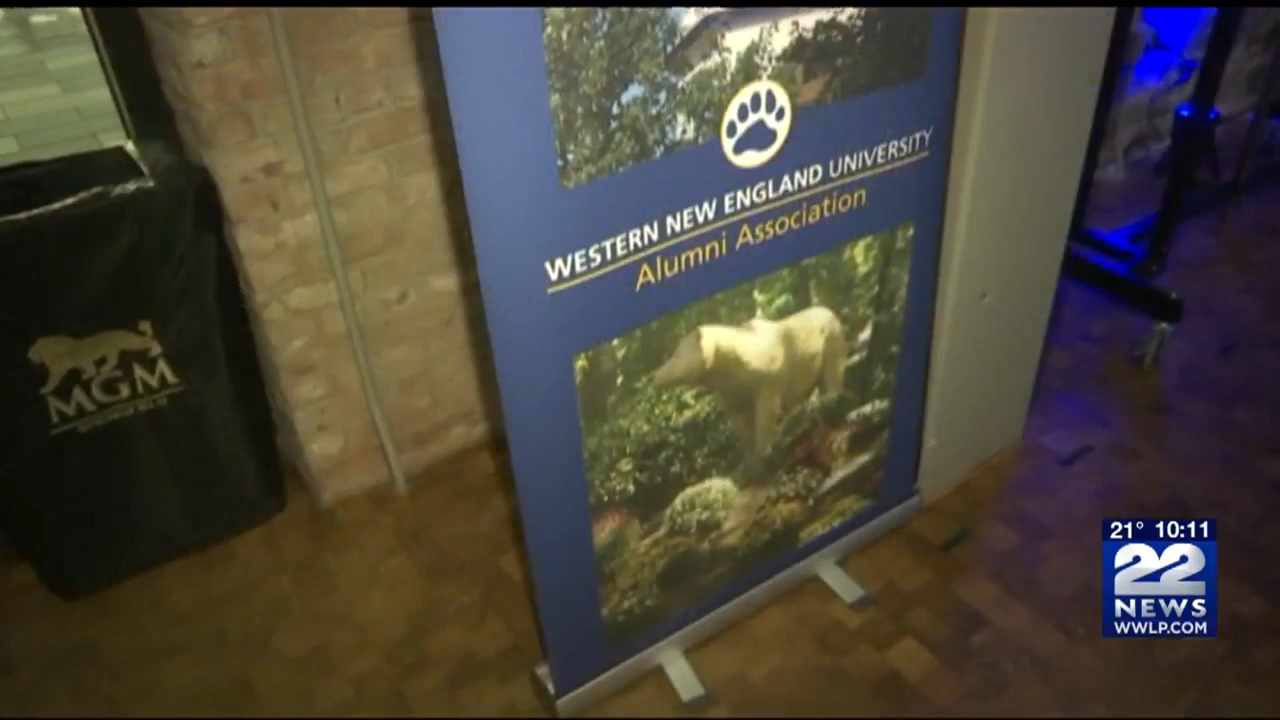 WESTERN NEW ENGLAND UNIVERSITY
Alumni Association
MGM
21° 10:11
22
NEWS
WWLP.COM